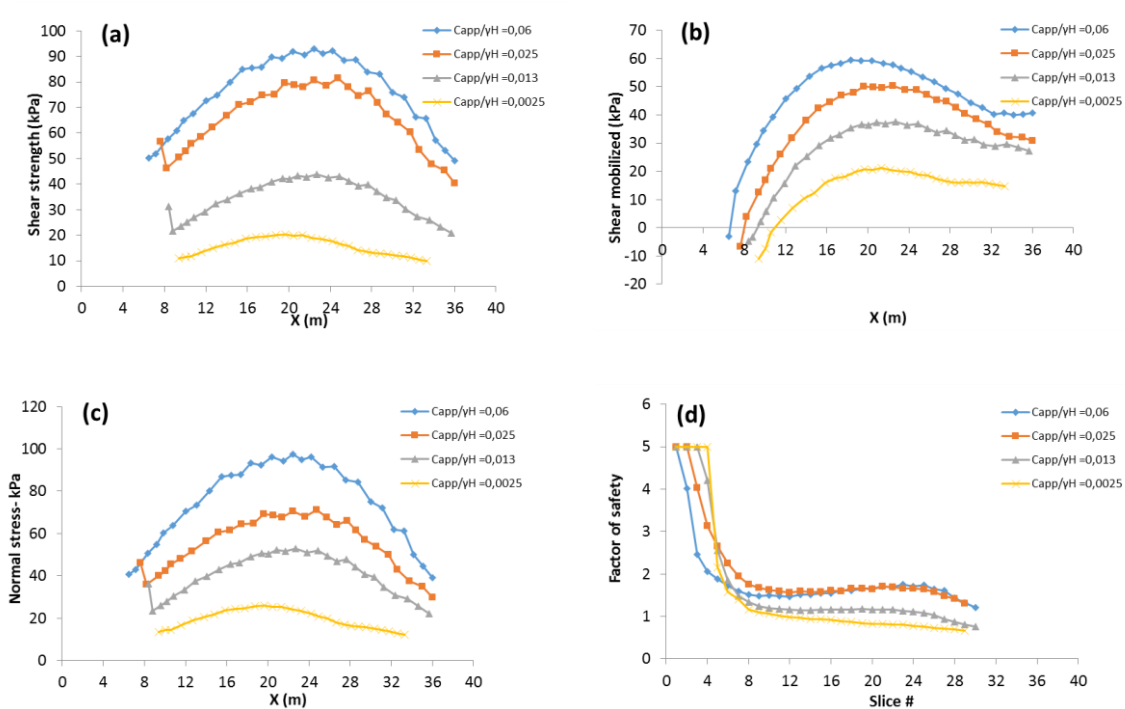 (a)
Capp/γH =0,06
Capp/γH =0,025
Capp/γH =0,013
Capp/γH =0,0025
Shear strength (kPa)
100
90
80
70
60
50
40
30
20
10
0
0 4 8 12 16 20 24 28 32 36 40
X (m)
(b)
Capp/γH =0,06
Capp/γH =0,025
Capp/γH =0,013
Capp/γH =0,0025
Shear mobilized (kPa)
70
60
50
40
30
20
10
0
-10
-20
0 4 8 12 16 20 24 28 32 36 40
X (m)
(c)
Capp/γH =0,06
Capp/γH =0,025
Capp/γH =0,013
Capp/γH =0,0025
Normal stress- kPa
120
100
80
60
40
20
0
0 4 8 12 16 20 24 28 32 36 40
X (m)
(d)
Capp/γH =0,06
Capp/γH =0,025
Capp/γH =0,013
Capp/γH =0,0025
Factor of safety
6
5
4
3
2
1
0
0 4 8 12 16 20 24 28 32 36 40
Slice #